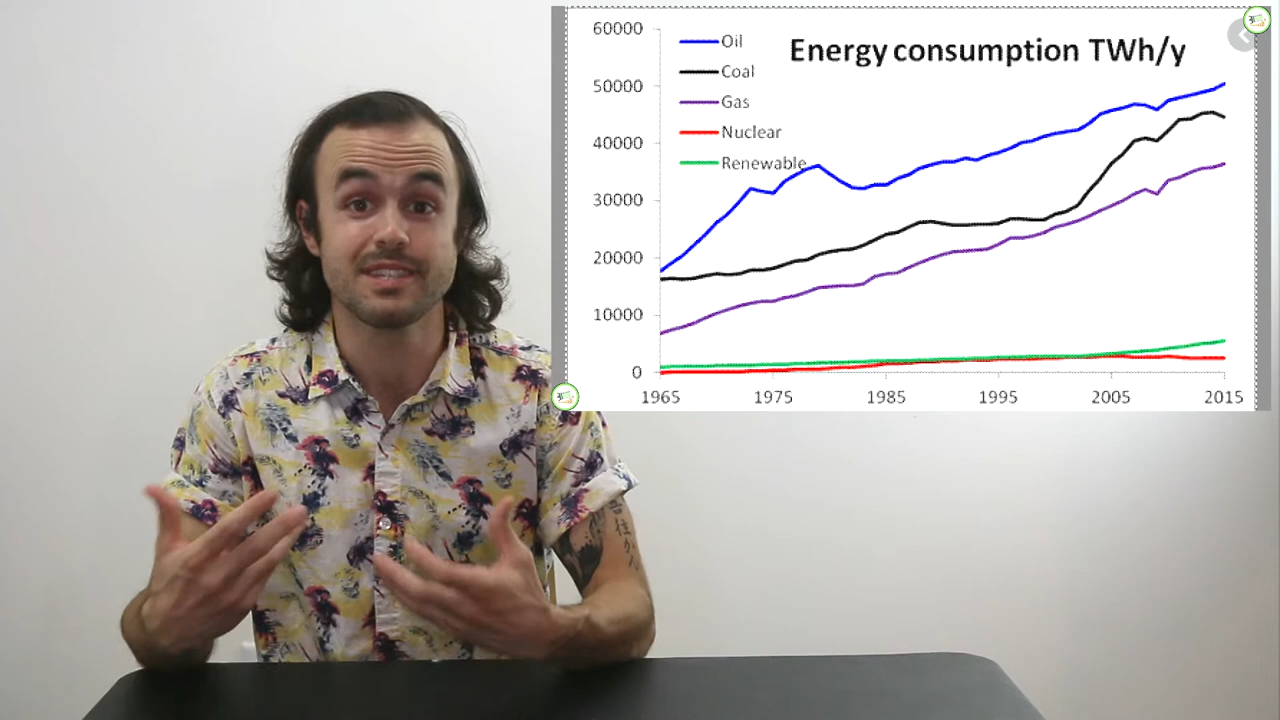 Energy consumption TWh/y
60000
50000
40000
30000
20000
10000
0
Oil
Coal
Gas
Nuclear
Renewable
1965 1975 1985 1995 2005 2015